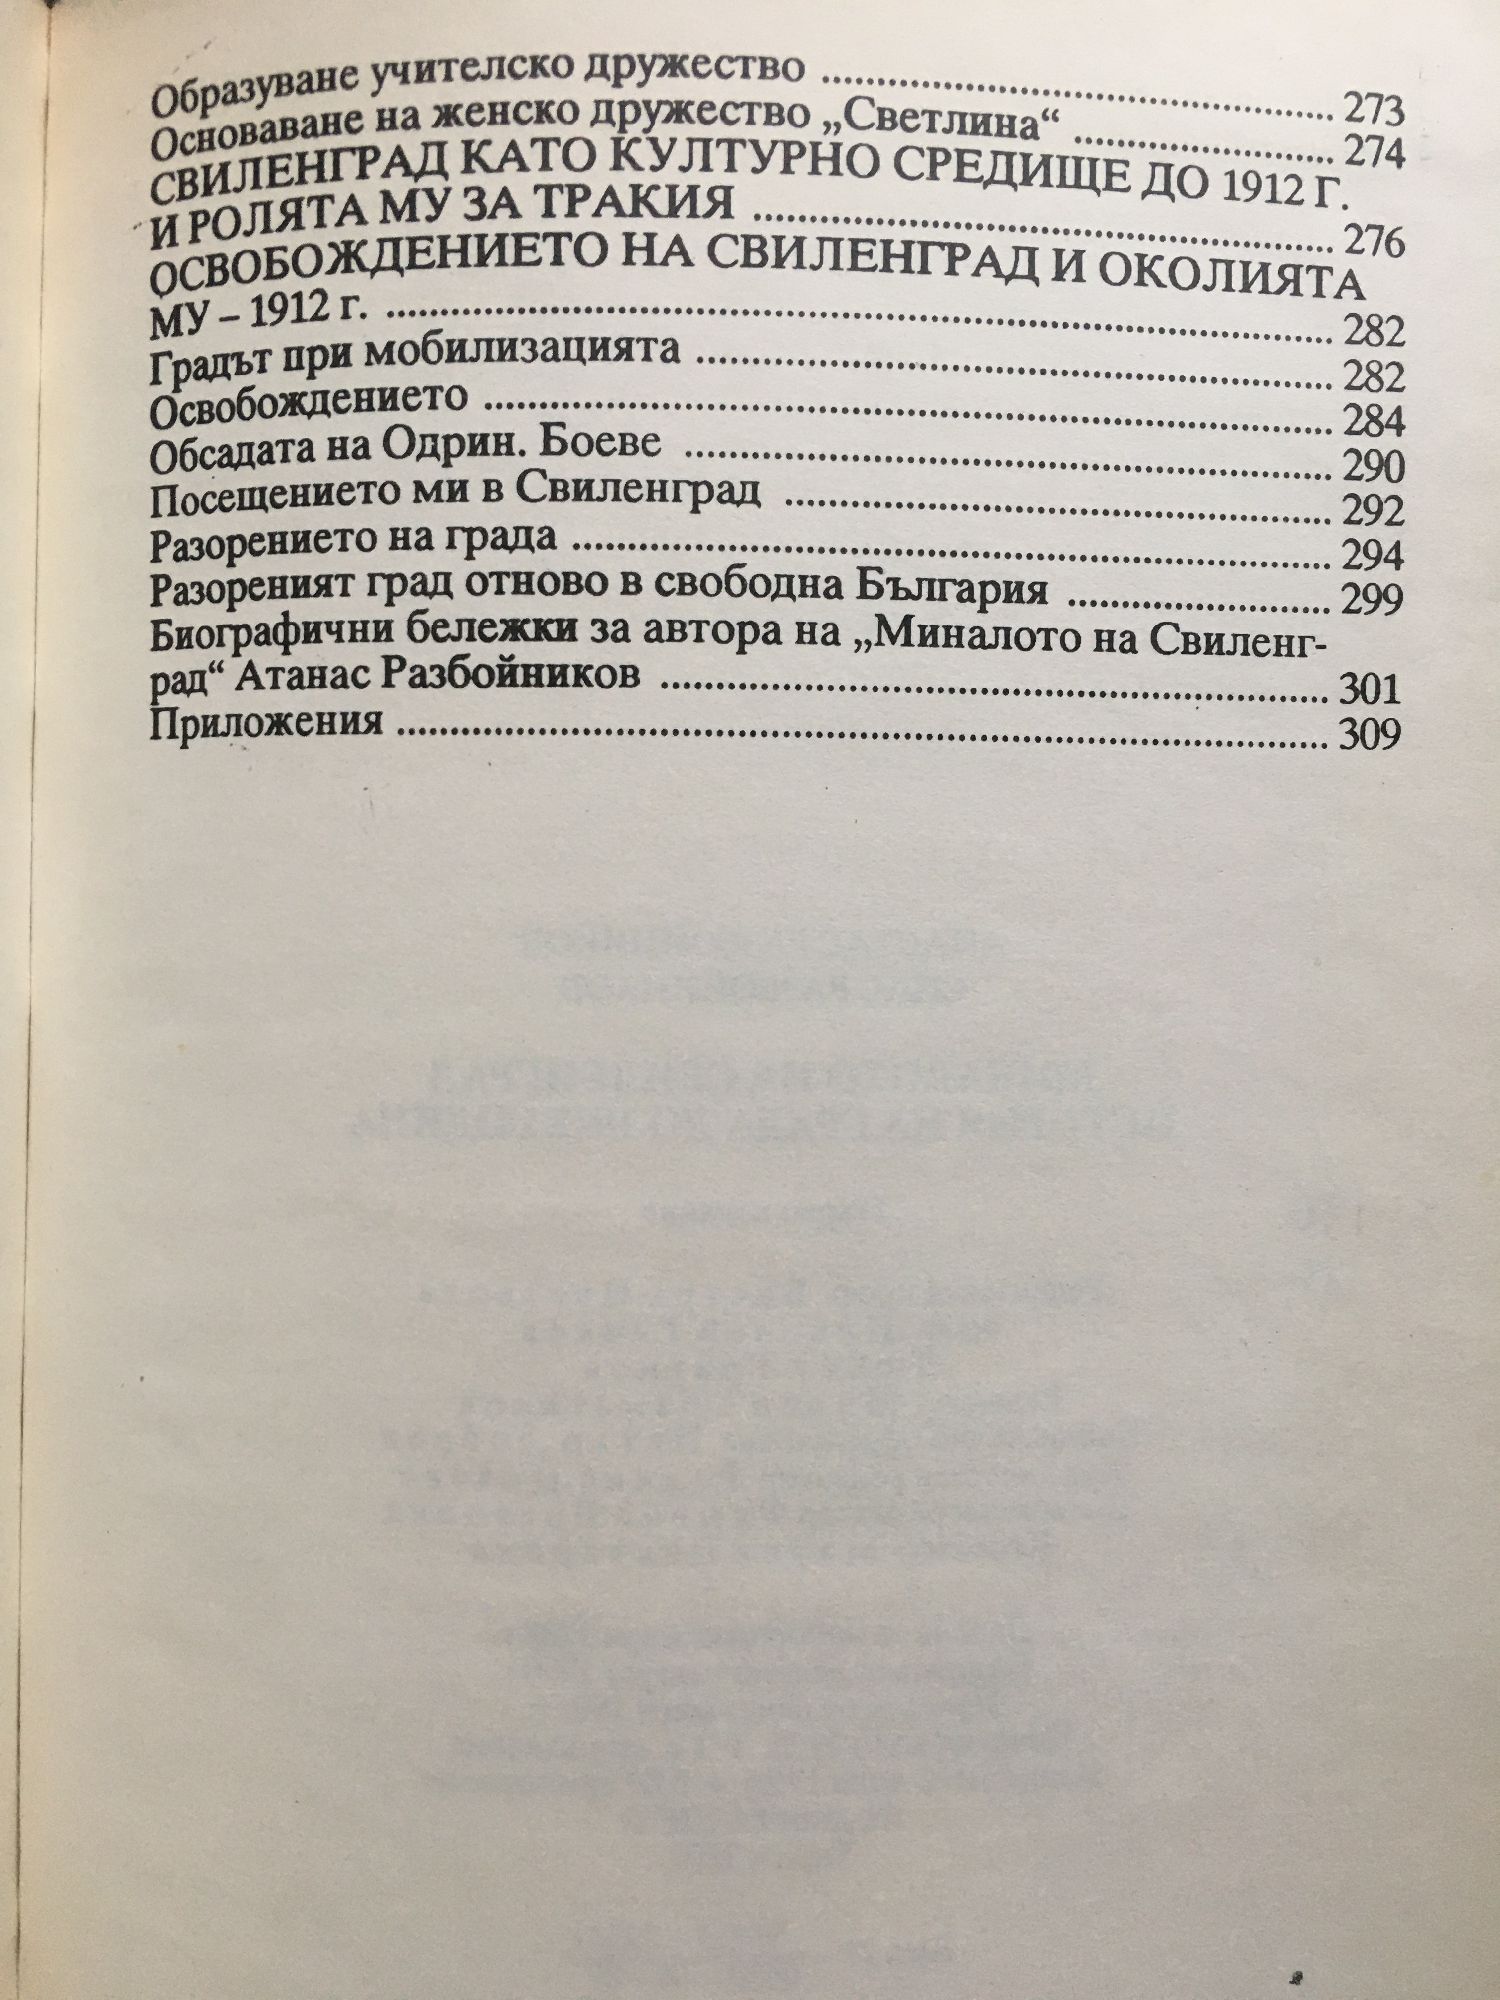 Образуване учителско дружество ........ 273
Основаване на женско дружество „Светлина“ ........ 274
СВИЛЕНГРАД КАТО КУЛТУРНО СРЕДИЩЕ ДО 1912 Г.
И РОЛЯТА МУ ЗА ТРАКИЯ ........ 276
ОСВОБОЖДЕНИЕТО НА СВИЛЕНГРАД И ОКОЛИЯТА
МУ – 1912 г. ........ 282
Градът при мобилизацията ........ 282
Освобождението ........ 284
Обсадата на Одрин. Боеве ........ 290
Посещението ми в Свиленград ........ 292
Разорението на града ........ 294
Разореният град отново в свободна България ........ 299
Биографични бележки за автора на „Миналото на Свиленг-
рад“ Атанас Разбойников ........ 301
Приложения ........ 309